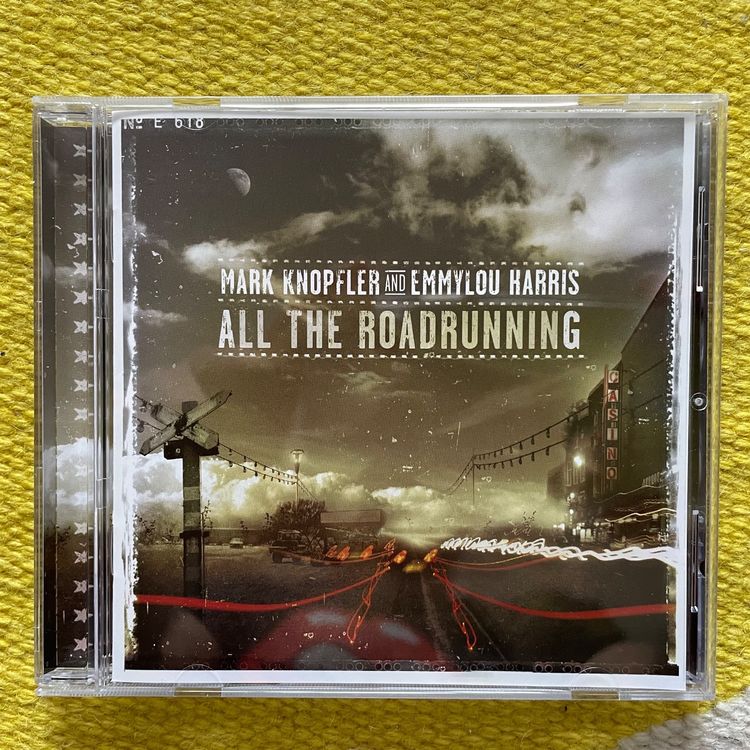 Nº E 618
MARK KNOPFLER AND EMMYLOU HARRIS
ALL THE ROADRUNNING
CASINO